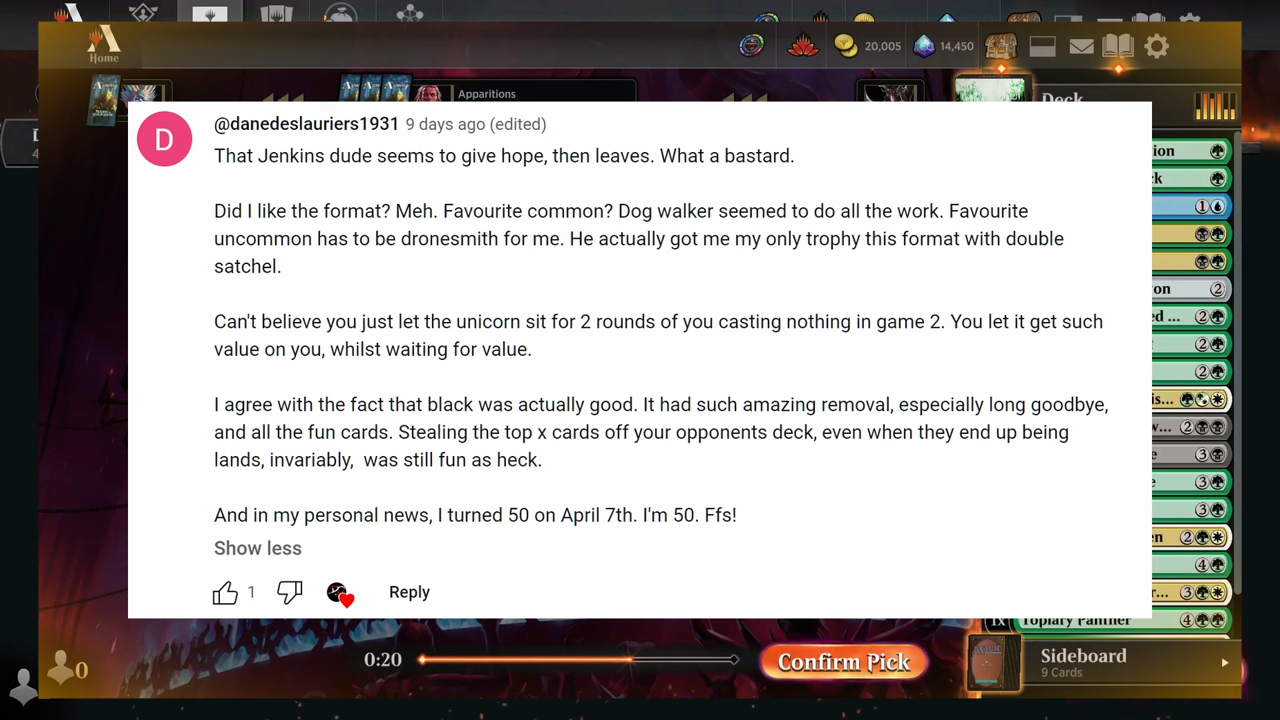 Home
20,005
14,450
Apparitions
Deck
@danedeslauriers1931 9 days ago (edited)
That Jenkins dude seems to give hope, then leaves. What a bastard.
Did I like the format? Meh. Favourite common? Dog walker seemed to do all the work. Favourite
uncommon has to be dronesmith for me. He actually got me my only trophy this format with double
satchel.
Can't believe you just let the unicorn sit for 2 rounds of you casting nothing in game 2. You let it get such
value on you, whilst waiting for value.
I agree with the fact that black was actually good. It had such amazing removal, especially long goodbye,
and all the fun cards. Stealing the top x cards off your opponents deck, even when they end up being
lands, invariably, was still fun as heck.
And in my personal news, I turned 50 on April 7th. I'm 50. Ffs!
Show less
1
Reply
D
1x Topiary Panther 4
0:20
Confirm Pick
Sideboard
9 Cards
0